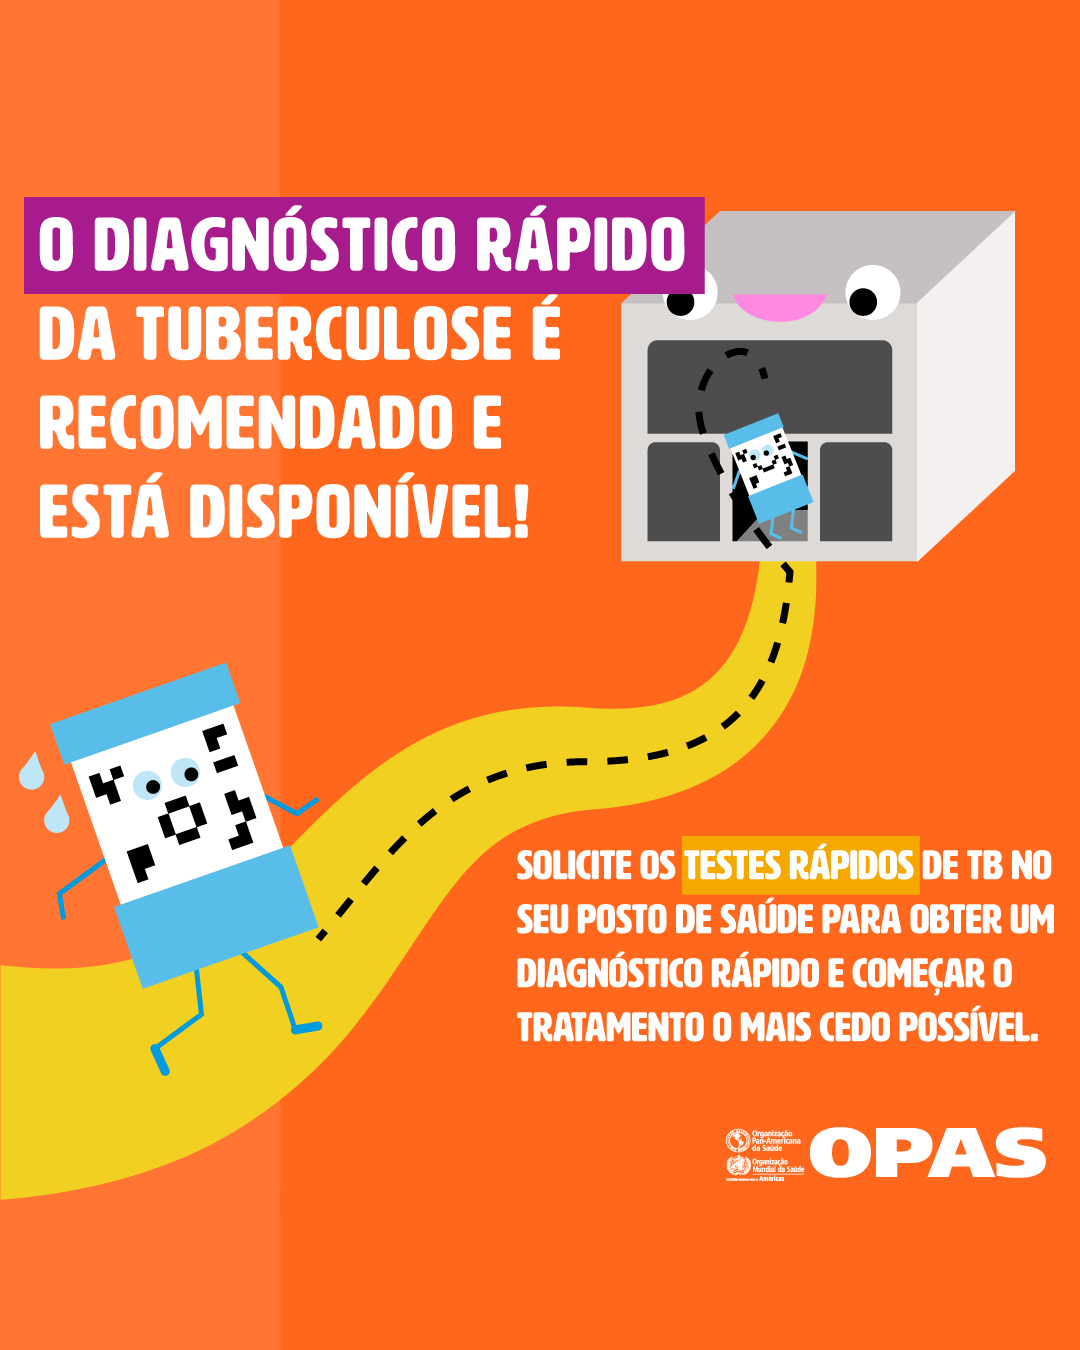 O DIAGNÓSTICO RÁPIDO
DA TUBERCULOSE É
RECOMENDADO E
ESTÁ DISPONÍVEL!
SOLICITE OS TESTES RÁPIDOS DE TB NO
SEU POSTO DE SAÚDE PARA OBTER UM
DIAGNÓSTICO RÁPIDO E COMEÇAR O
TRATAMENTO O MAIS CEDO POSSÍVEL.
Organização
Pan-Americana
da Saúde
Organização
Mundial da Saúde
Américas
OPAS